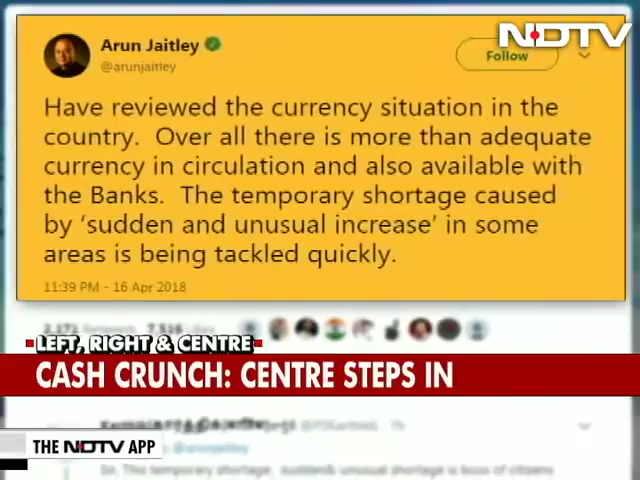 NDTV
Arun Jaitley
@arunjaitley
Follow
Have reviewed the currency situation in the
country. Over all there is more than adequate
currency in circulation and also available with
the Banks. The temporary shortage caused
by ‘sudden and unusual increase’ in some
areas is being tackled quickly.
11:39 PM - 16 Apr 2018
LEFT, RIGHT & CENTRE
CASH CRUNCH: CENTRE STEPS IN
@arunjaitley
THE NDTV APP